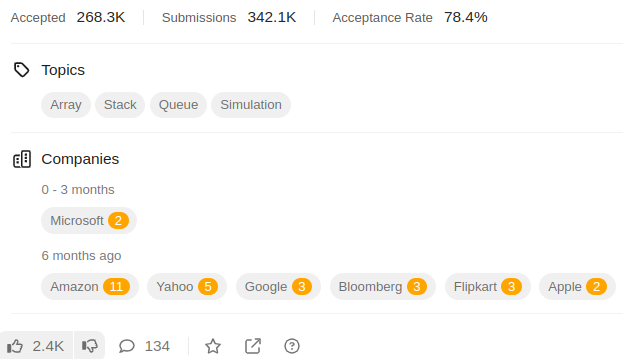 Accepted 268.3K Submissions 342.1K Acceptance Rate 78.4%
Topics
Array Stack Queue Simulation
Companies
0 - 3 months
Microsoft 2
6 months ago
Amazon 11 Yahoo 5 Google 3 Bloomberg 3 Flipkart 3 Apple 2
2.4K 134